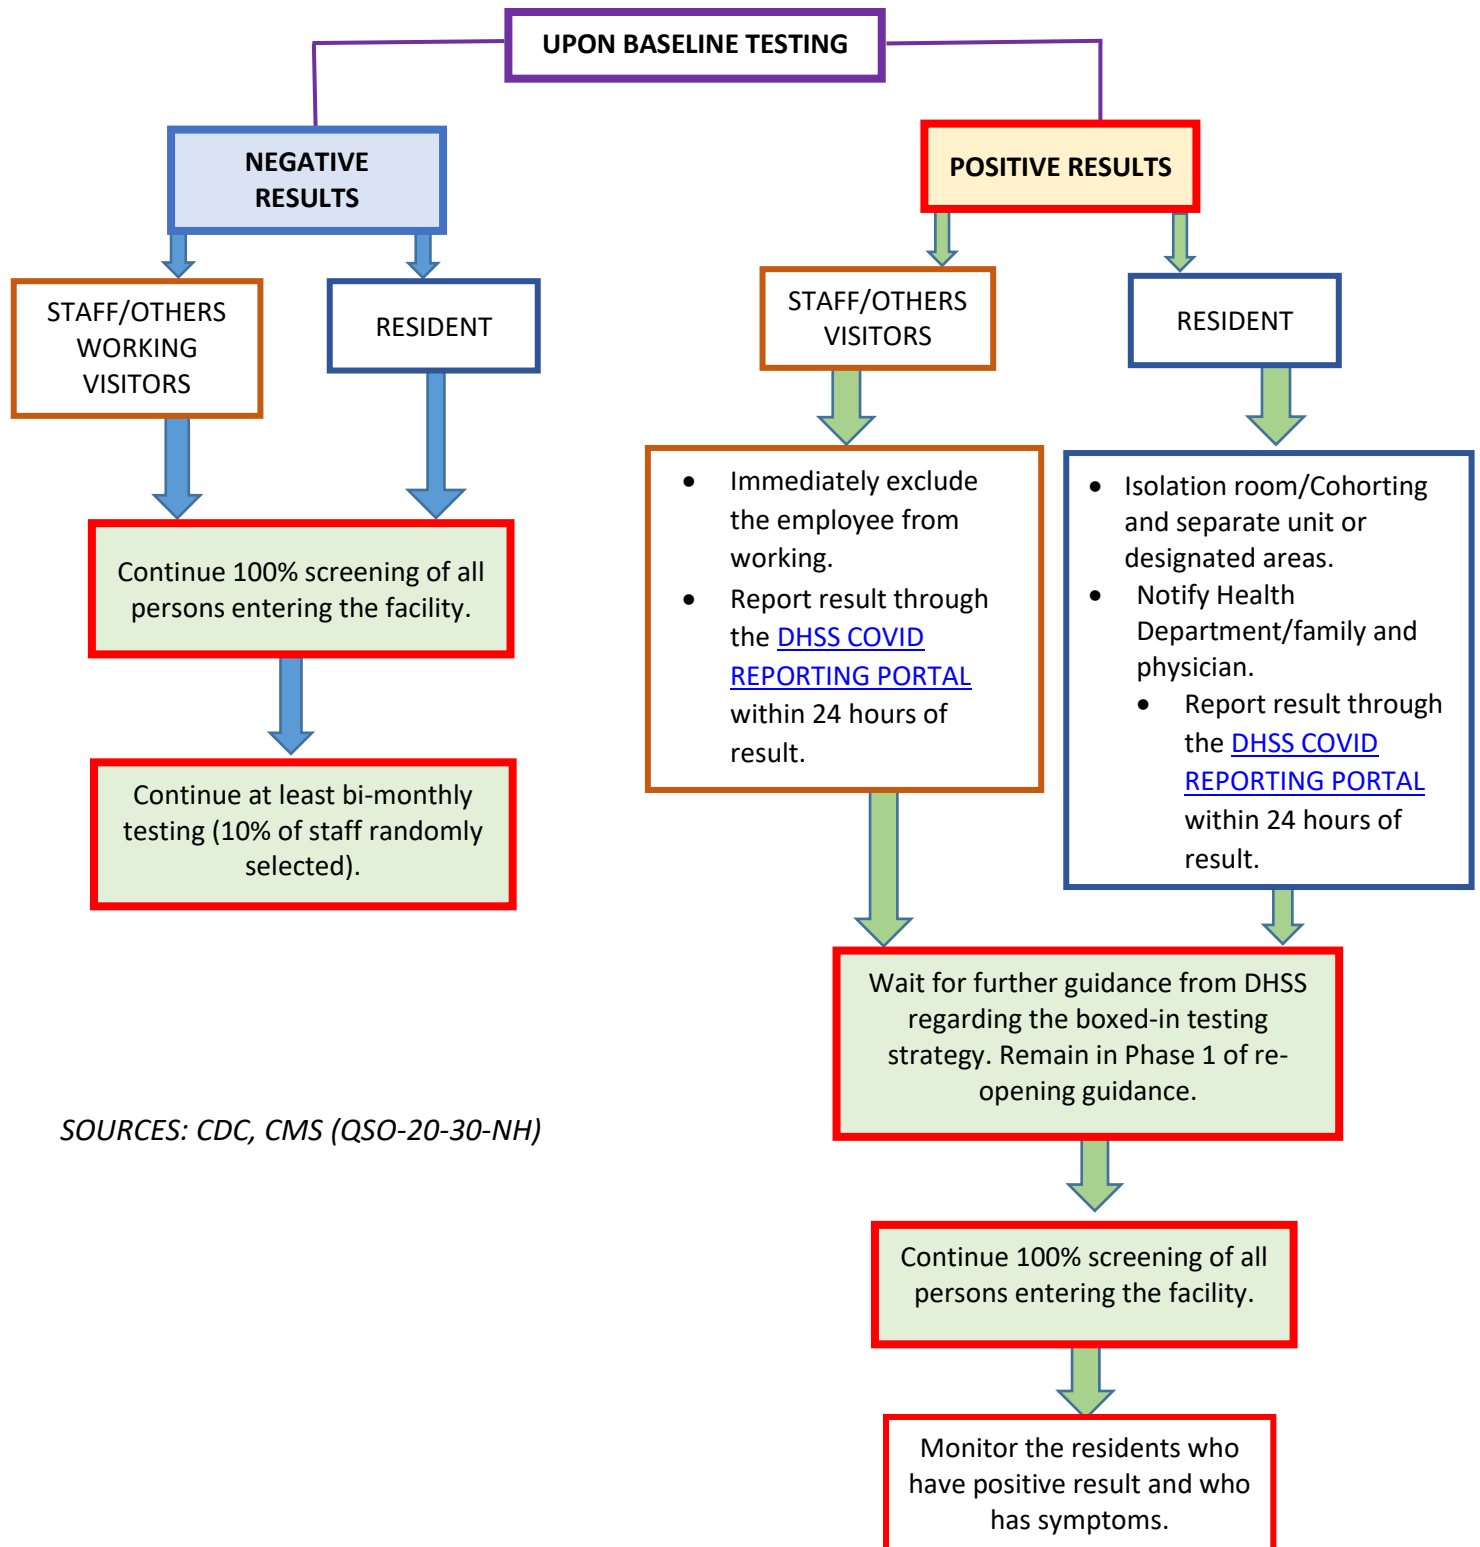 UPON BASELINE TESTING
NEGATIVE
RESULTS
POSITIVE RESULTS
STAFF/OTHERS
WORKING
VISITORS
RESIDENT
STAFF/OTHERS
VISITORS
RESIDENT
Continue 100% screening of all
persons entering the facility.
Continue at least bi-monthly
testing (10% of staff randomly
selected).
• Immediately exclude
the employee from
working.
• Report result through
the DHSS COVID
REPORTING PORTAL
within 24 hours of
result.
• Isolation room/Cohorting
and separate unit or
designated areas.
• Notify Health
Department/family and
physician.
• Report result through
the DHSS COVID
REPORTING PORTAL
within 24 hours of
result.
Wait for further guidance from DHSS
regarding the boxed-in testing
strategy. Remain in Phase 1 of re-
opening guidance.
SOURCES: CDC, CMS (QSO-20-30-NH)
Continue 100% screening of all
persons entering the facility.
Monitor the residents who
have positive result and who
has symptoms.